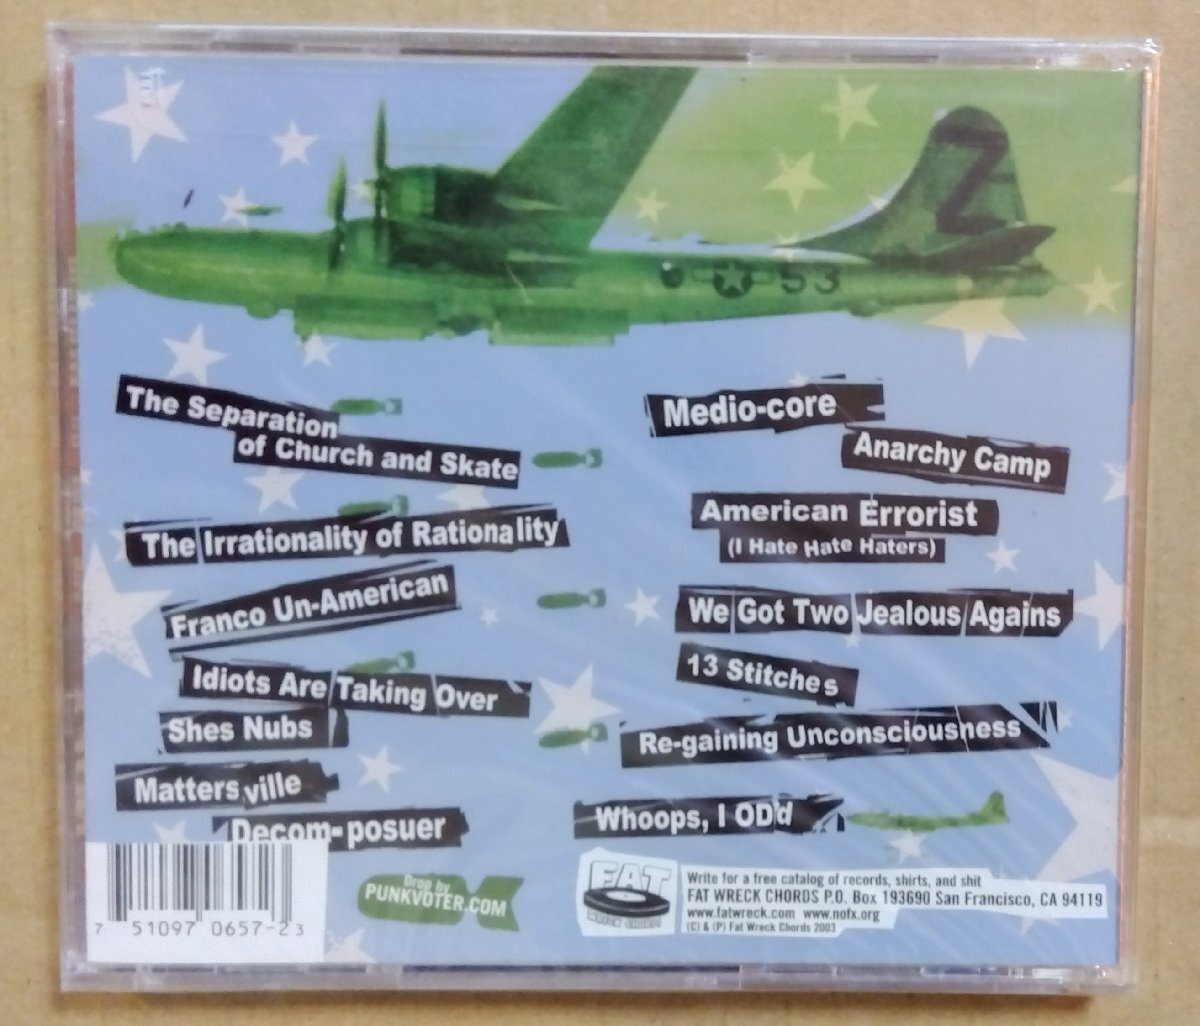 Z
53
The Separation
of Church and Skate
The Irrationality of Rationality
Franco Un-American
Idiots Are Taking Over
Shes Nubs
Mattersville
Decom-posuer
Medio-core
Anarchy Camp
American Errorist
(I Hate Hate Haters)
We Got Two Jealous Agains
13 Stitches
Re-gaining Unconsciousness
Whoops, I OD'd
7 51097 0657-2 3
Drop by
PUNKVOTER.COM
FAT
WRECK CHORDS
Write for a free catalog of records, shirts, and shit
FAT WRECK CHORDS P.O. Box 193690 San Francisco, CA 94119
www.fatwreck.com www.nofx.org
(C) & (P) Fat Wreck Chords 2003